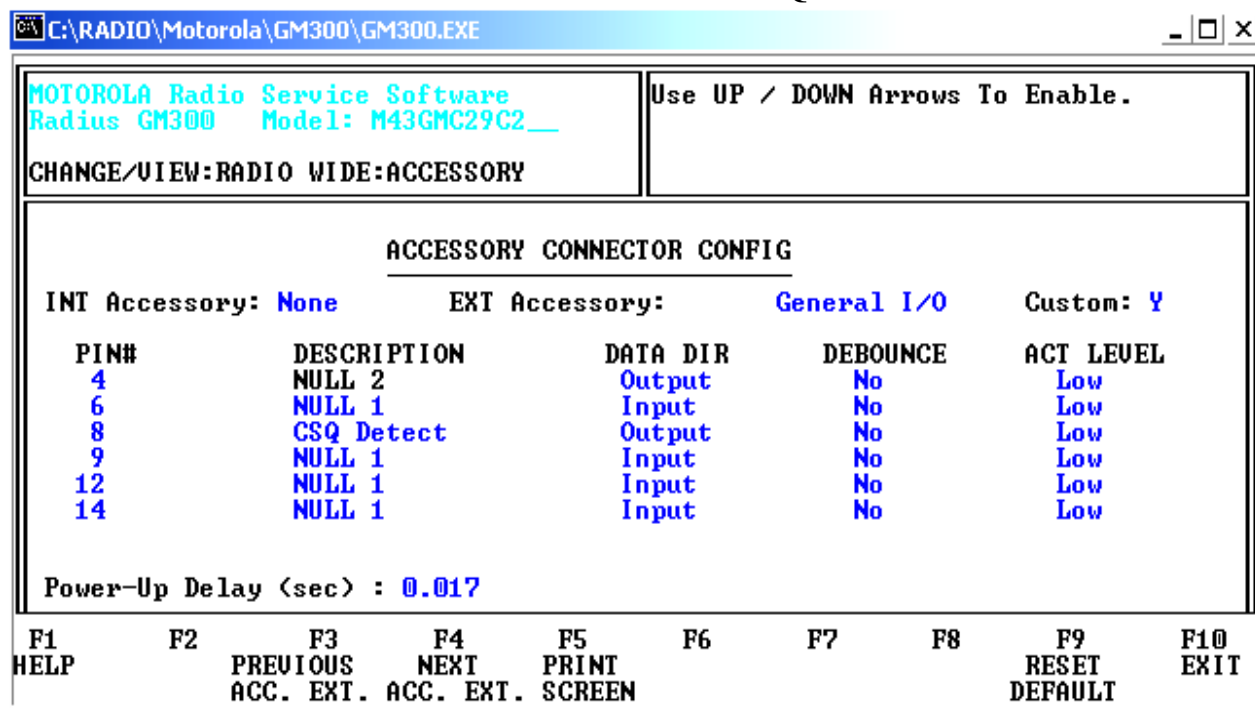 C:\RADIO\Motorola\GM300\GM300.EXE
MOTOROLA Radio Service Software
Radius GM300 Model: M43GMC29C2__
CHANGE/VIEW:RADIO WIDE:ACCESSORY
Use UP / DOWN Arrows To Enable.
ACCESSORY CONNECTOR CONFIG
INT Accessory: None EXT Accessory: General I/O Custom: Y
PIN# DESCRIPTION DATA DIR DEBOUNCE ACT LEVEL
4 NULL 2 Output No Low
6 NULL 1 Input No Low
8 CSQ Detect Output No Low
9 NULL 1 Input No Low
12 NULL 1 Input No Low
14 NULL 1 Input No Low
Power-Up Delay (sec) : 0.017
F1 F2 F3 F4 F5 F6 F7 F8 F9 F10
HELP PREVIOUS NEXT PRINT RESET EXIT
ACC. EXT. ACC. EXT. SCREEN DEFAULT